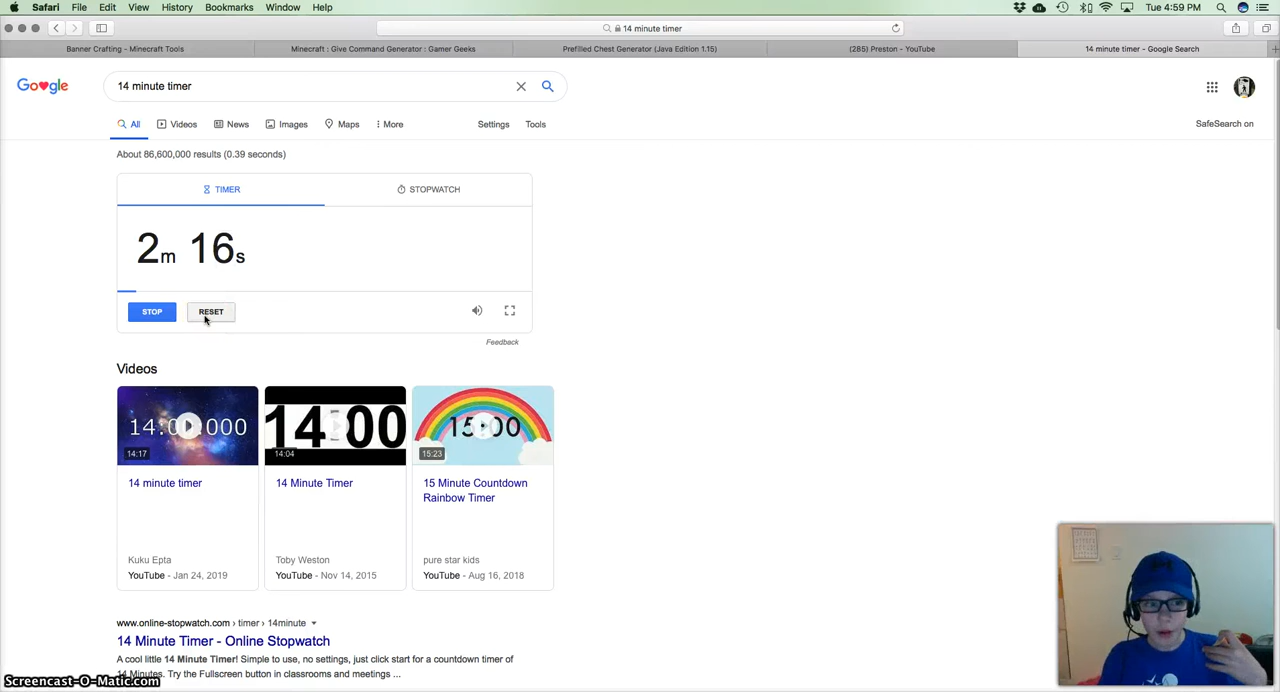 Safari File Edit View History Bookmarks Window Help Tue 4:59 PM
14 minute timer
Banner Crafting - Minecraft Tools Minecraft : Give Command Generator : Gamer Geeks Prefilled Chest Generator (Java Edition 1.15) (285) Preston - YouTube 14 minute timer - Google Search
Google 14 minute timer
All Videos News Images Maps More Settings Tools SafeSearch on
About 86,600,000 results (0.39 seconds)
TIMER STOPWATCH
2m 16s
STOP RESET
Feedback
Videos
14:00.000 14:00 15:00
14:17 14:04 15:23
14 minute timer 14 Minute Timer 15 Minute Countdown
Rainbow Timer
Kuku Epta Toby Weston pure star kids
YouTube - Jan 24, 2019 YouTube - Nov 14, 2015 YouTube - Aug 16, 2018
www.online-stopwatch.com › timer › 14minute
14 Minute Timer - Online Stopwatch
A cool little 14 Minute Timer! Simple to use, no settings, just click start for a countdown timer of
14 Minutes. Try the Fullscreen button in classrooms and meetings ...
Screencast-O-Matic.com